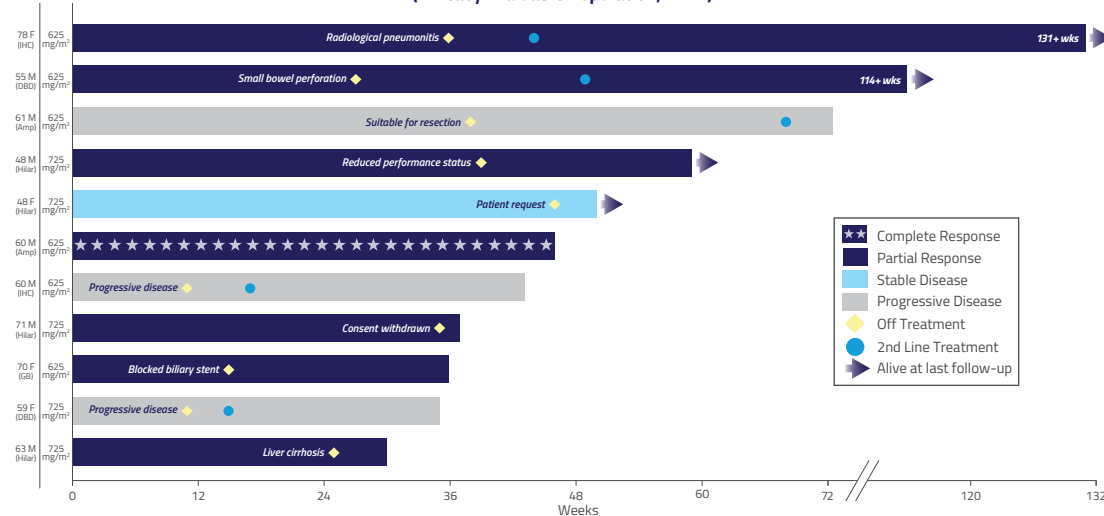 78 F
(IHC)
625
mg/m²
Radiological pneumonitis
131+ wks
55 M
(DBD)
625
mg/m²
Small bowel perforation
114+ wks
61 M
(Amp)
625
mg/m²
Suitable for resection
48 M
(Hilar)
725
mg/m²
Reduced performance status
48 F
(Hilar)
725
mg/m²
Patient request
60 M
(Amp)
625
mg/m²
60 M
(IHC)
625
mg/m²
Progressive disease
71 M
(Hilar)
725
mg/m²
Consent withdrawn
70 F
(GB)
625
mg/m²
Blocked biliary stent
59 F
(DBD)
725
mg/m²
Progressive disease
63 M
(Hilar)
725
mg/m²
Liver cirrhosis
Complete Response
Partial Response
Stable Disease
Progressive Disease
Off Treatment
2nd Line Treatment
Alive at last follow-up
0 12 24 36 48 60 72 120 132
Weeks